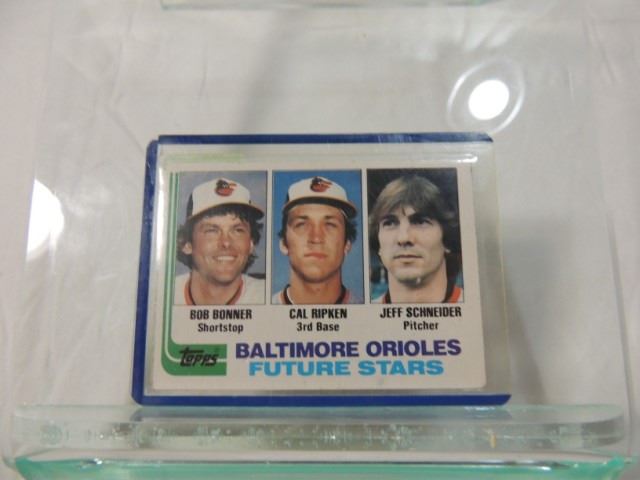 BOB BONNER
Shortstop
CAL RIPKEN
3rd Base
JEFF SCHNEIDER
Pitcher
TOPPS
BALTIMORE ORIOLES
FUTURE STARS